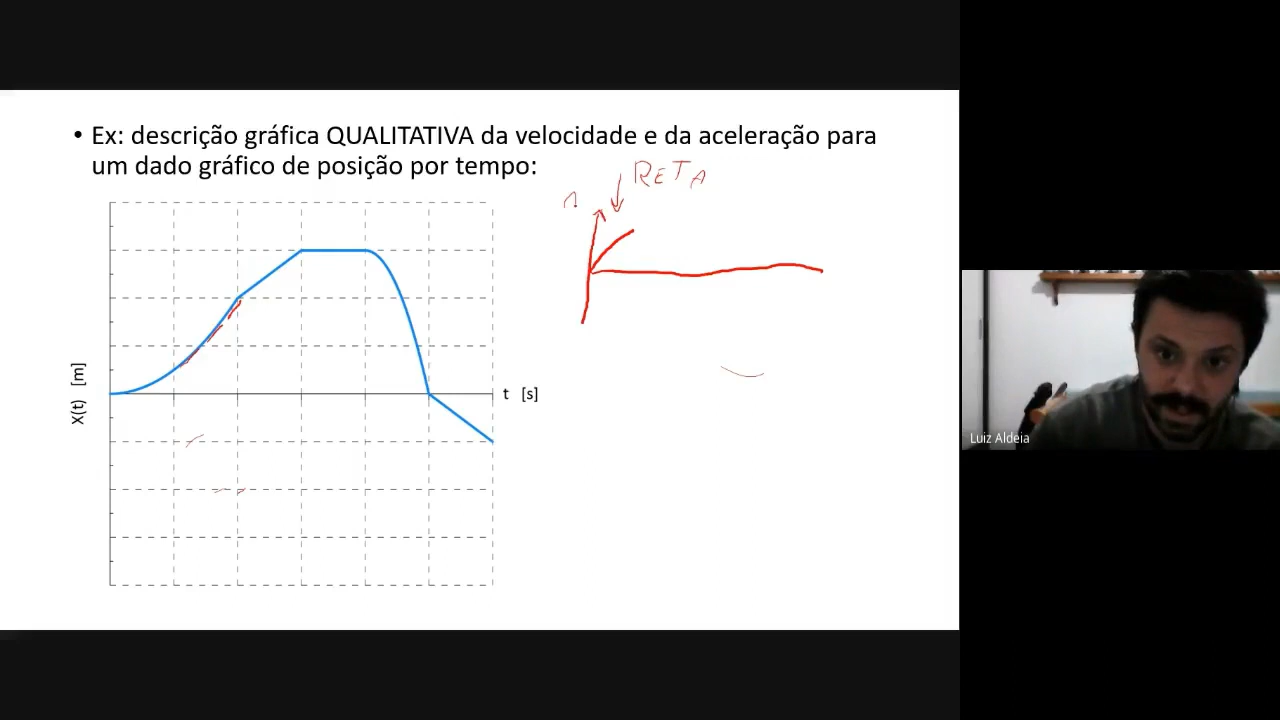 • Ex: descrição gráfica QUALITATIVA da velocidade e da aceleração para
um dado gráfico de posição por tempo:
RETA
X(t) [m]
t [s]
Luiz Aldeia